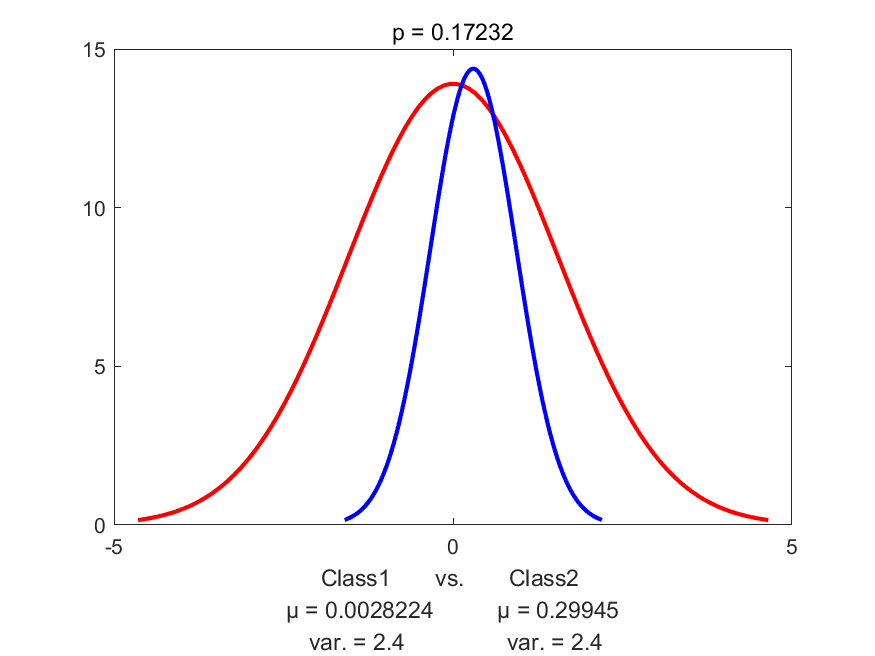 p = 0.17232
15
10
5
0
-5 0 5
Class1 vs. Class2
μ = 0.0028224 μ = 0.29945
var. = 2.4 var. = 2.4